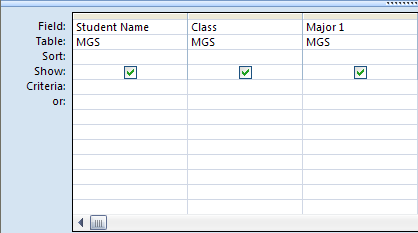 Field: Student Name Class Major 1
Table: MGS MGS MGS
Sort:
Show:
Criteria:
or: